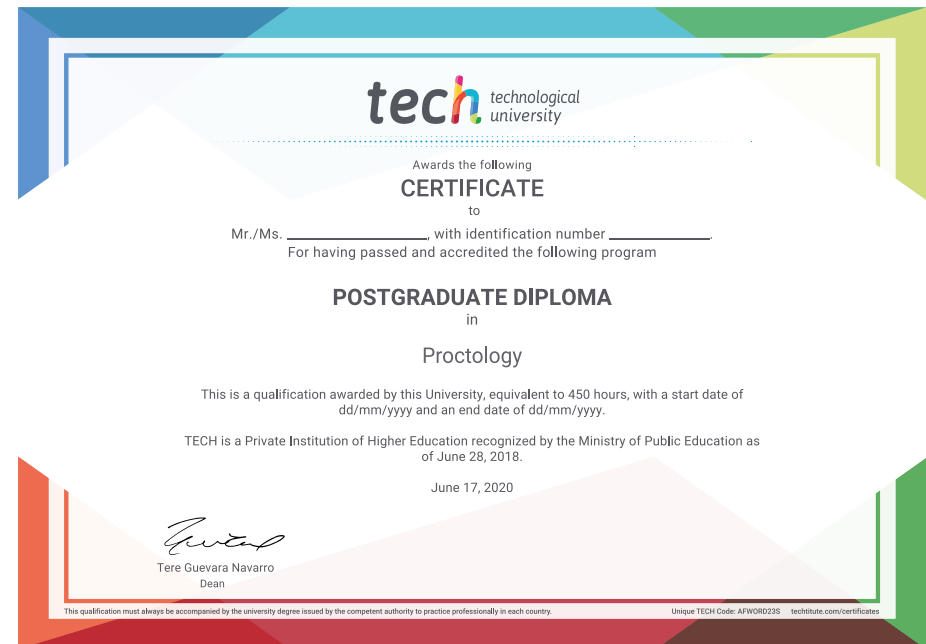 tech technological
university
Awards the following
CERTIFICATE
to
Mr./Ms. ____________________, with identification number ______________.
For having passed and accredited the following program
POSTGRADUATE DIPLOMA
in
Proctology
This is a qualification awarded by this University, equivalent to 450 hours, with a start date of
dd/mm/yyyy and an end date of dd/mm/yyyy.
TECH is a Private Institution of Higher Education recognized by the Ministry of Public Education as
of June 28, 2018.
June 17, 2020
Tere Guevara Navarro
Dean
This qualification must always be accompanied by the university degree issued by the competent authority to practice professionally in each country. Unique TECH Code: AFWORD23S techtitute.com/certificates